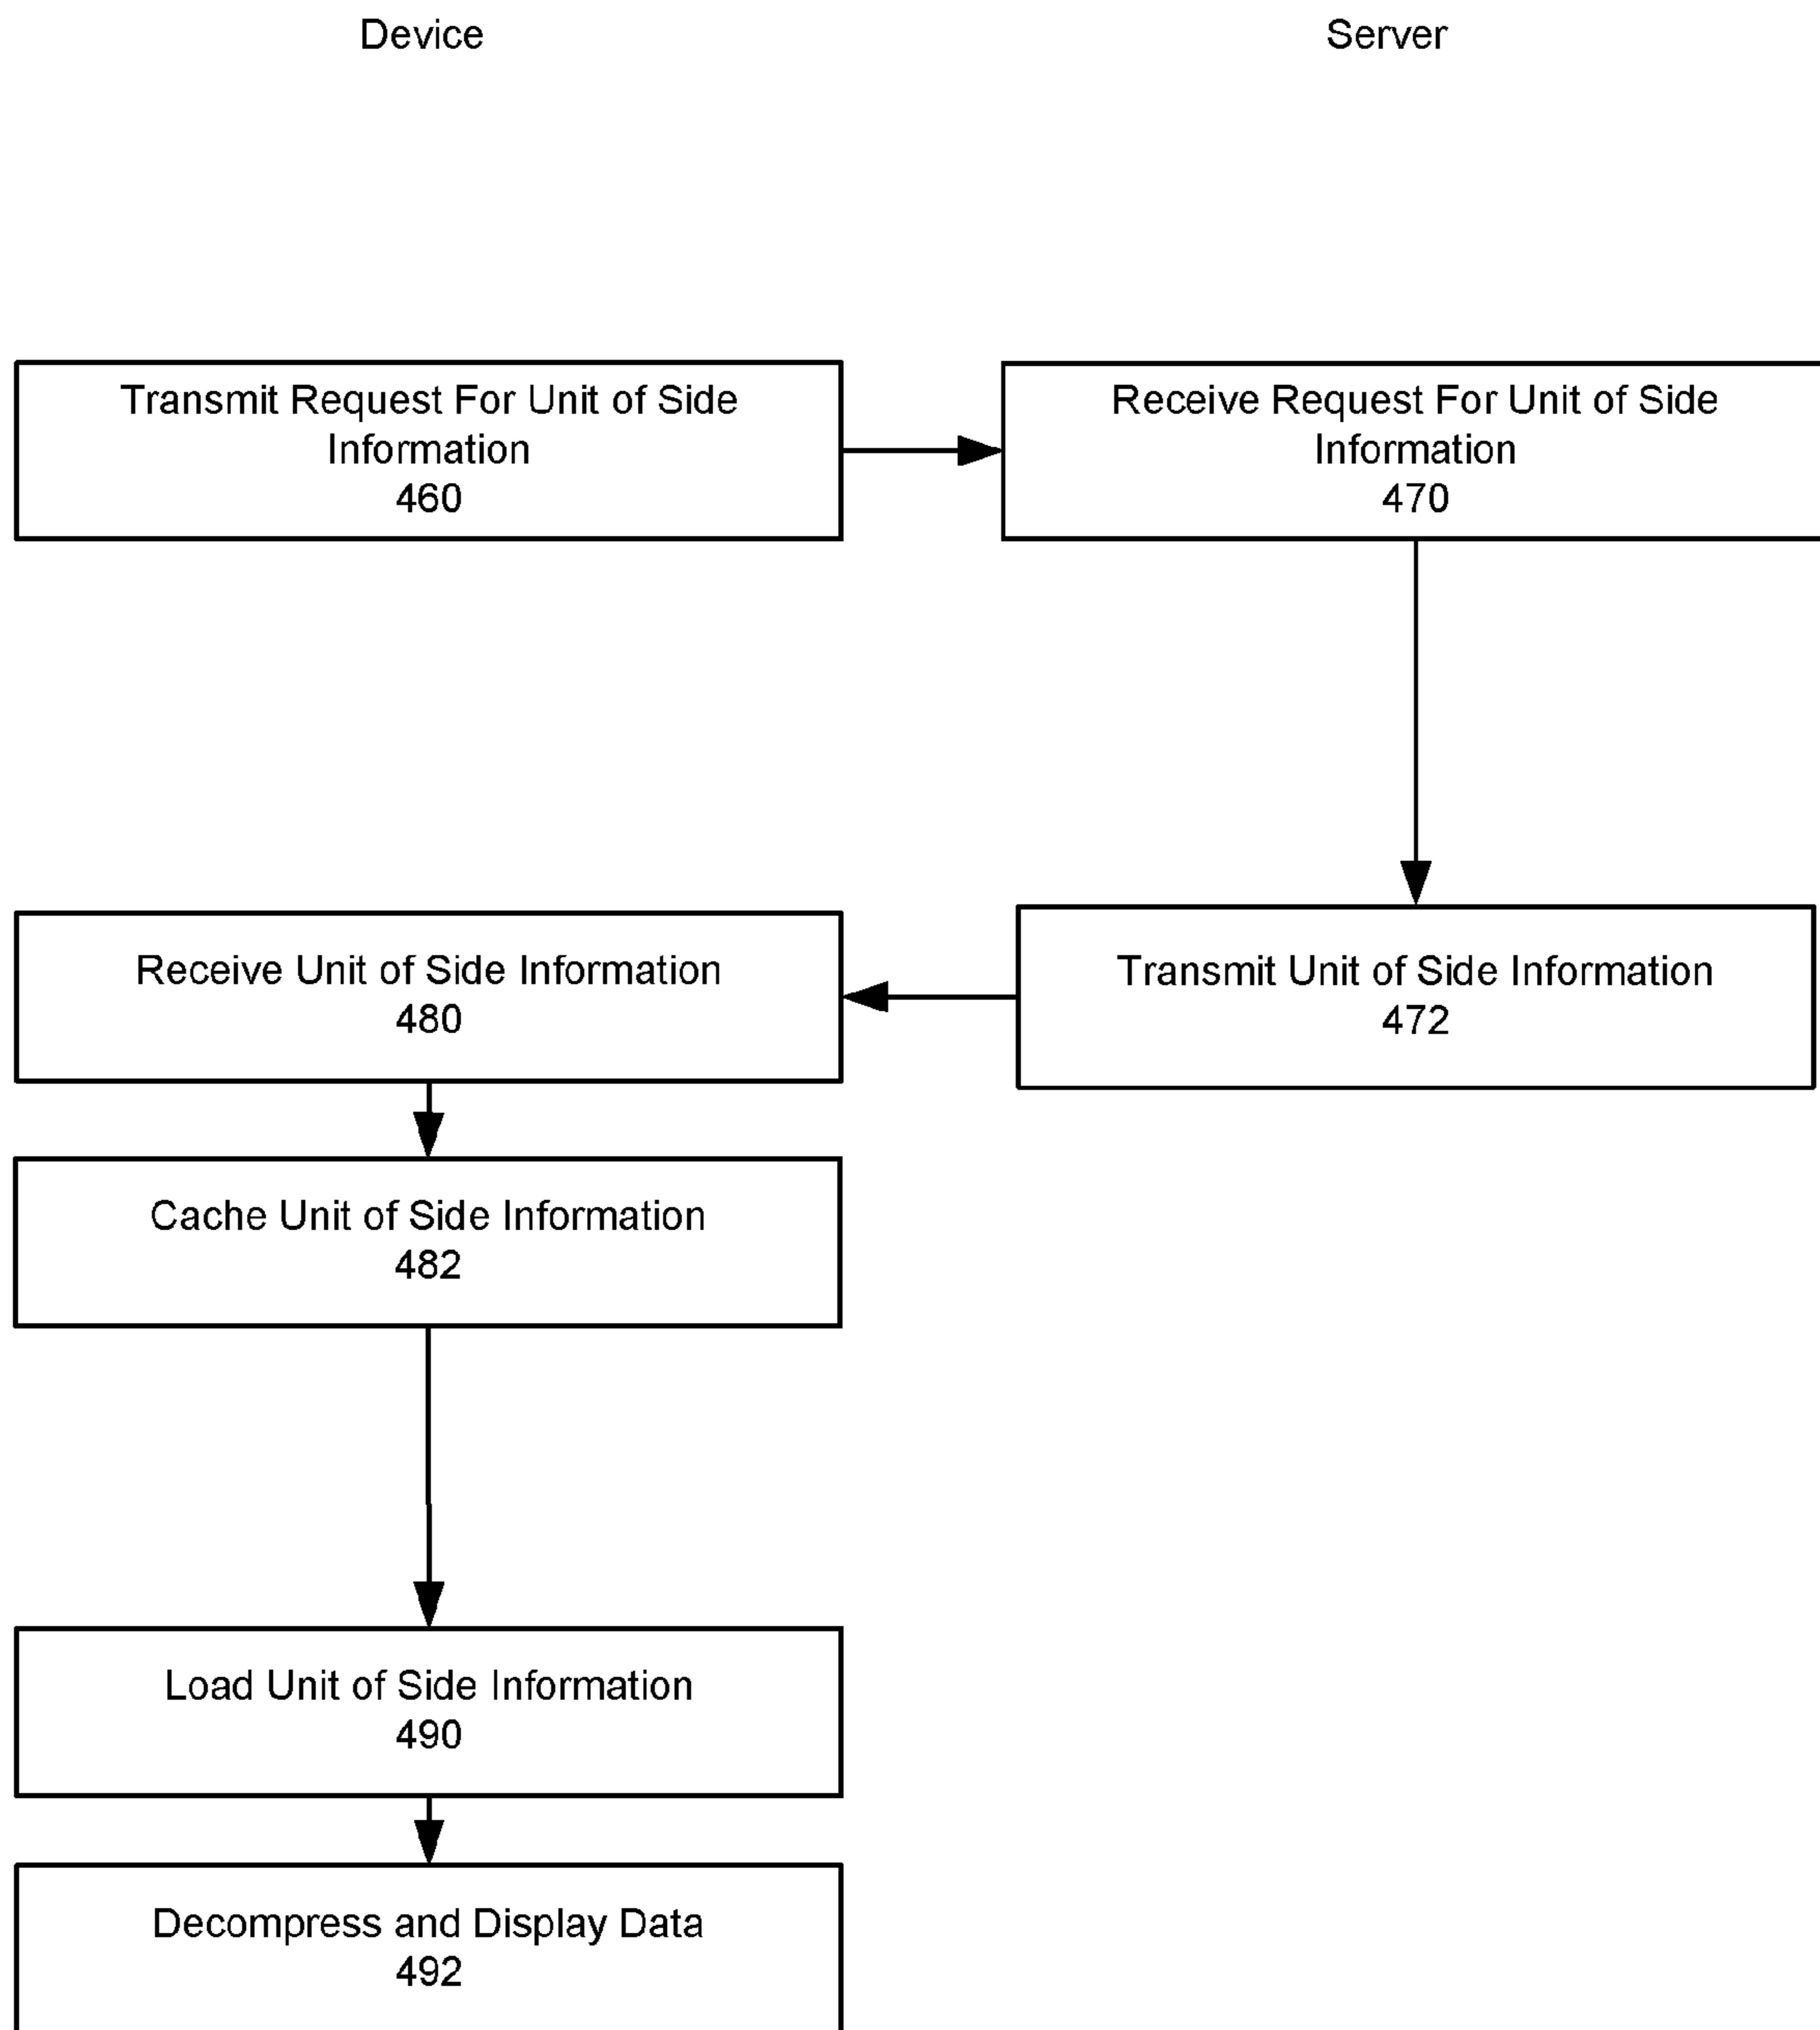 Device
Server
Transmit Request For Unit of Side
Information
460
Receive Request For Unit of Side
Information
470
Receive Unit of Side Information
480
Transmit Unit of Side Information
472
Cache Unit of Side Information
482
Load Unit of Side Information
490
Decompress and Display Data
492